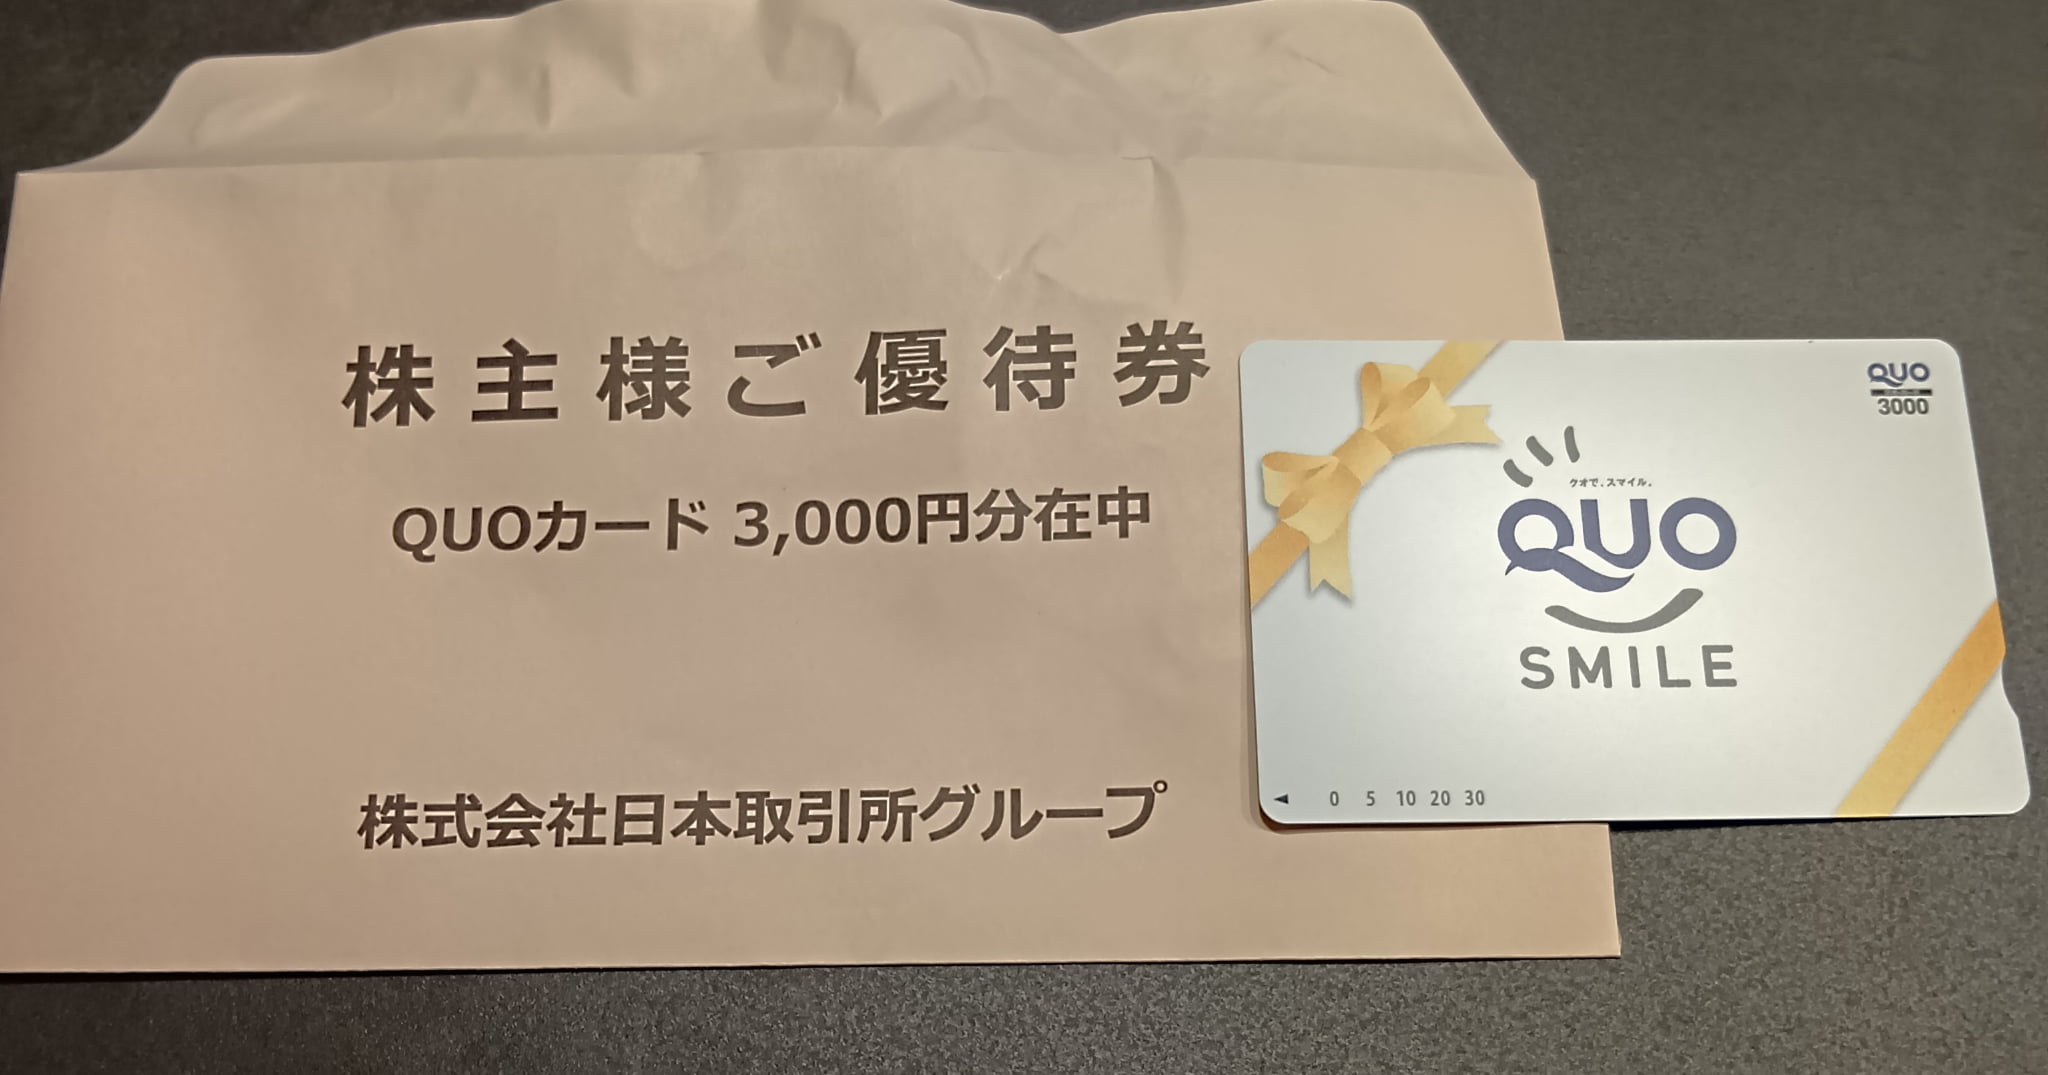 株主様ご優待券
QUOカード 3,000円分在中
株式会社日本取引所グループ
QUO
3000
クオで、スマイル。
QUO
SMILE
0 5 10 20 30